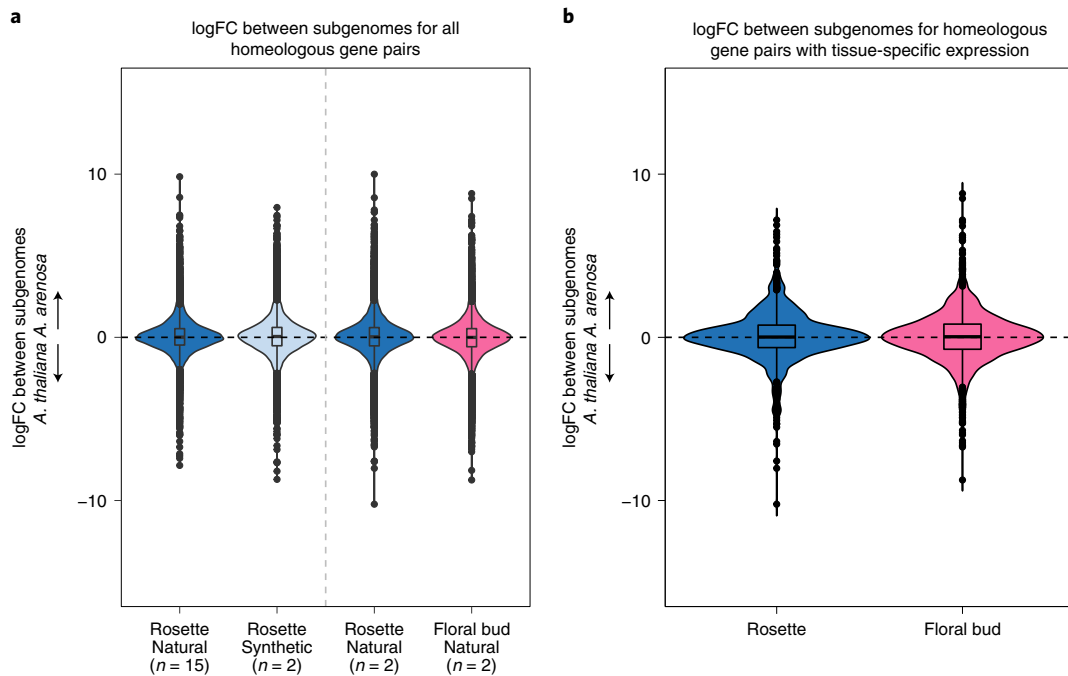 a
logFC between subgenomes for all
homeologous gene pairs
logFC between subgenomes
A. thaliana A. arenosa
10
0
−10
Rosette
Natural
(n = 15)
Rosette
Synthetic
(n = 2)
Rosette
Natural
(n = 2)
Floral bud
Natural
(n = 2)
b
logFC between subgenomes for homeologous
gene pairs with tissue-specific expression
logFC between subgenomes
A. thaliana A. arenosa
10
0
−10
Rosette
Floral bud